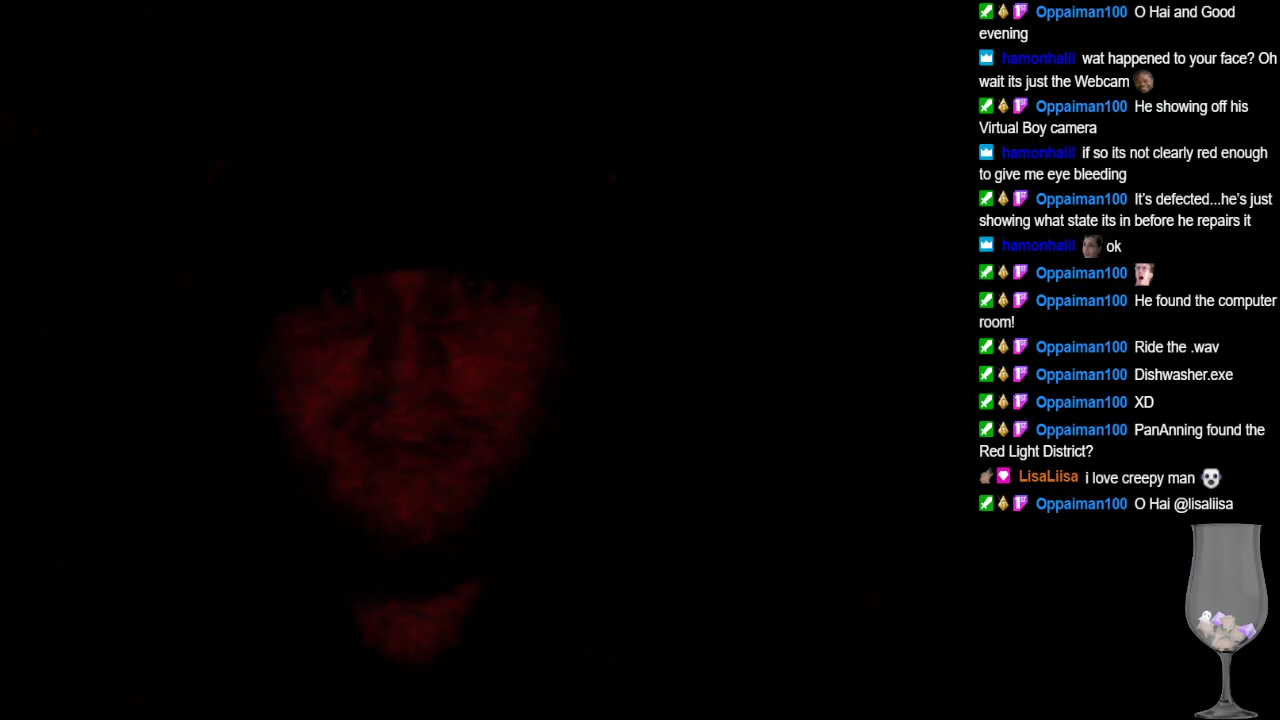 Oppaiman100 O Hai and Good
evening
hamonhalil wat happened to your face? Oh
wait its just the Webcam
Oppaiman100 He showing off his
Virtual Boy camera
hamonhalil if so its not clearly red enough
to give me eye bleeding
Oppaiman100 It's defected...he's just
showing what state its in before he repairs it
hamonhalil ok
Oppaiman100
Oppaiman100 He found the computer
room!
Oppaiman100 Ride the .wav
Oppaiman100 Dishwasher.exe
Oppaiman100 XD
Oppaiman100 PanAnning found the
Red Light District?
LisaLiisa i love creepy man
Oppaiman100 O Hai @lisaliisa